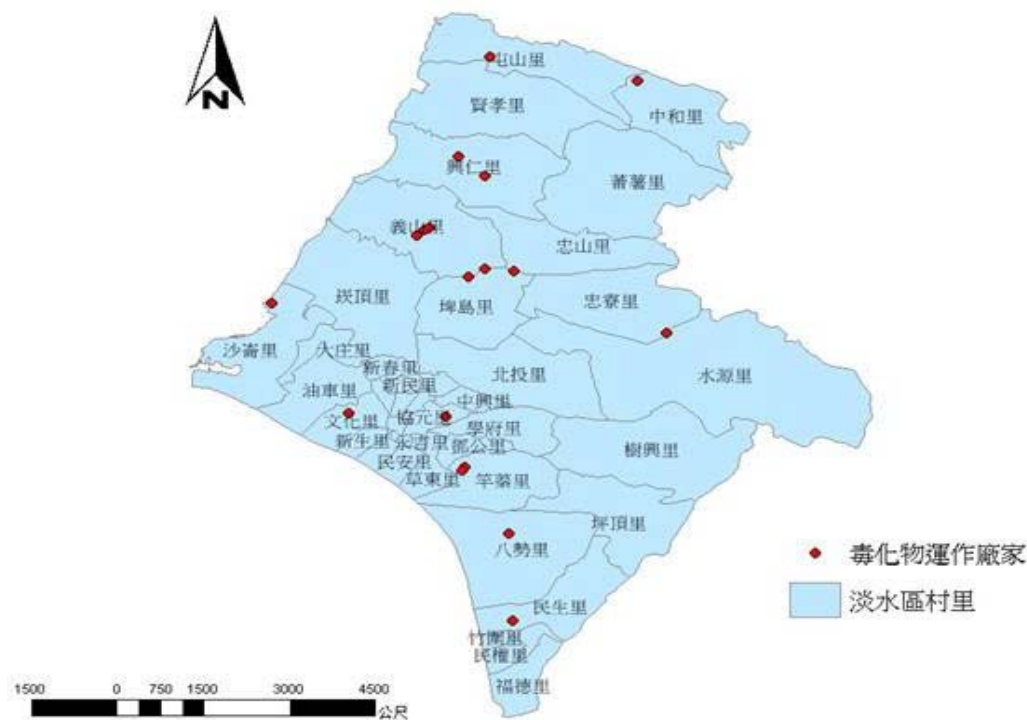 N
屯山里
賢孝里
中和里
興仁里
蕃薯里
義山里
忠山里
崁頂里
埤島里
忠寮里
沙崙里
大庄里
新春里
北投里
水源里
油車里
新民里
中興里
文化里
協元里
學府里
樹興里
新生里
永吉里
鄧公里
民安里
草東里
竿蓁里
坪頂里
八勢里
民生里
竹圍里
民權里
福德里
毒化物運作廠家
淡水區村里
1500 0 750 1500 3000 4500
公尺